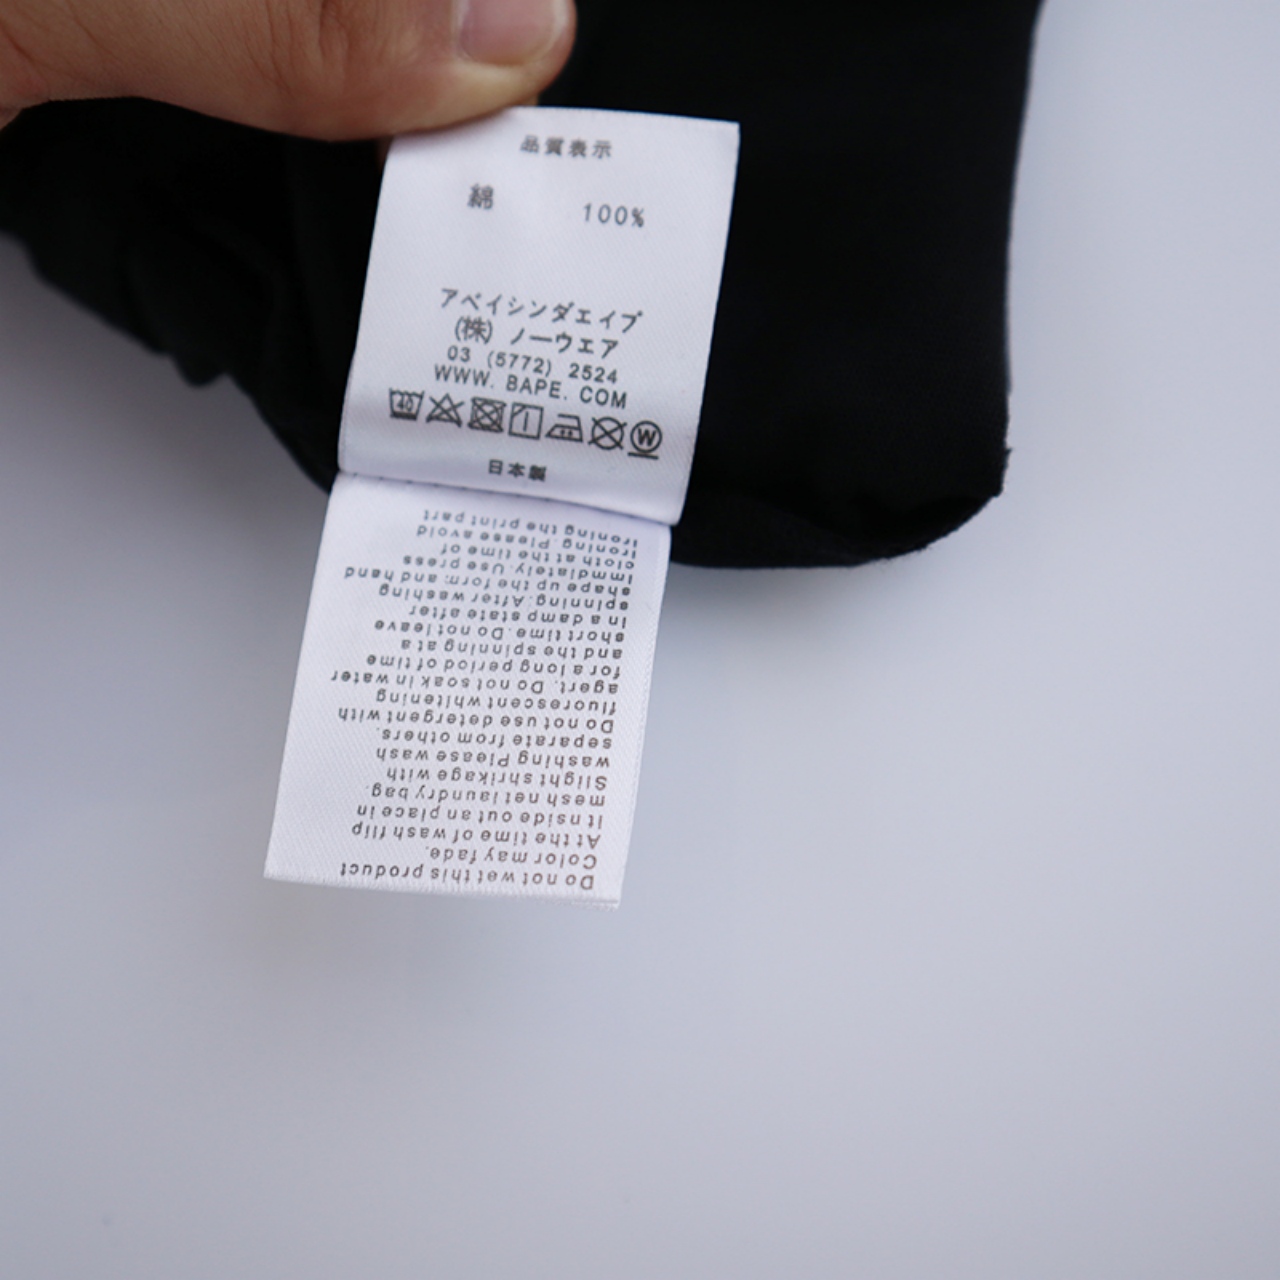 品質表示
綿 100%
アベイシンダエイプ
(株) ノーウェア
03 (5772) 2524
WWW. BAPE. COM
40
W
日本製
Do not wet this product
Color may fade.
At the time of wash flip
it nside out an place in
mesh net laundry bag.
Slight shrikage with
washing Please wash
separate from others.
Do not use detergent with
fluorescent whitening
agert. Do not soak in water
for a long period of time
and the spinning at a
short time. Do not leave
in a damp state after
spinning. After washing
shape up the form and hand
immdiately. Use press
cloth at the time of
ironing. Please avoid
ironing the print part